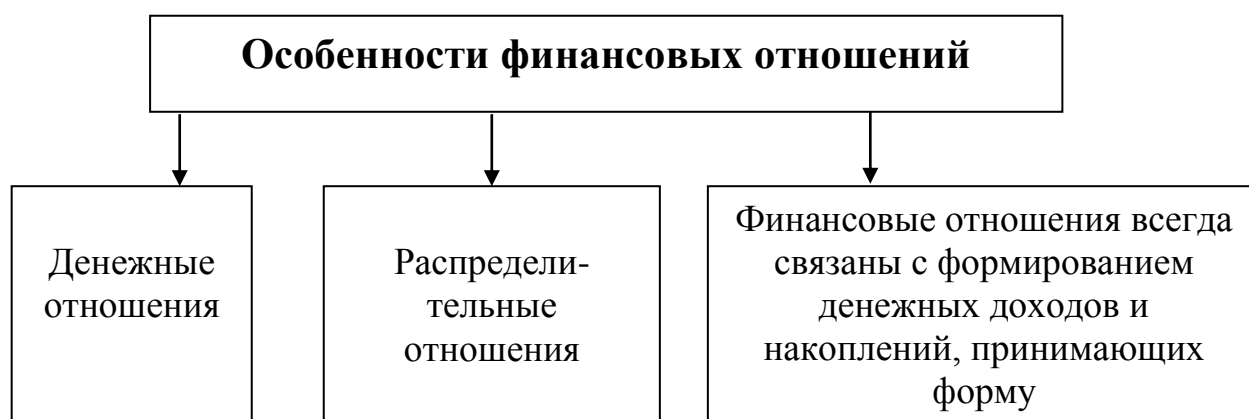 Особенности финансовых отношений
Денежные
отношения
Распредели-
тельные
отношения
Финансовые отношения всегда
связаны с формированием
денежных доходов и
накоплений, принимающих
форму